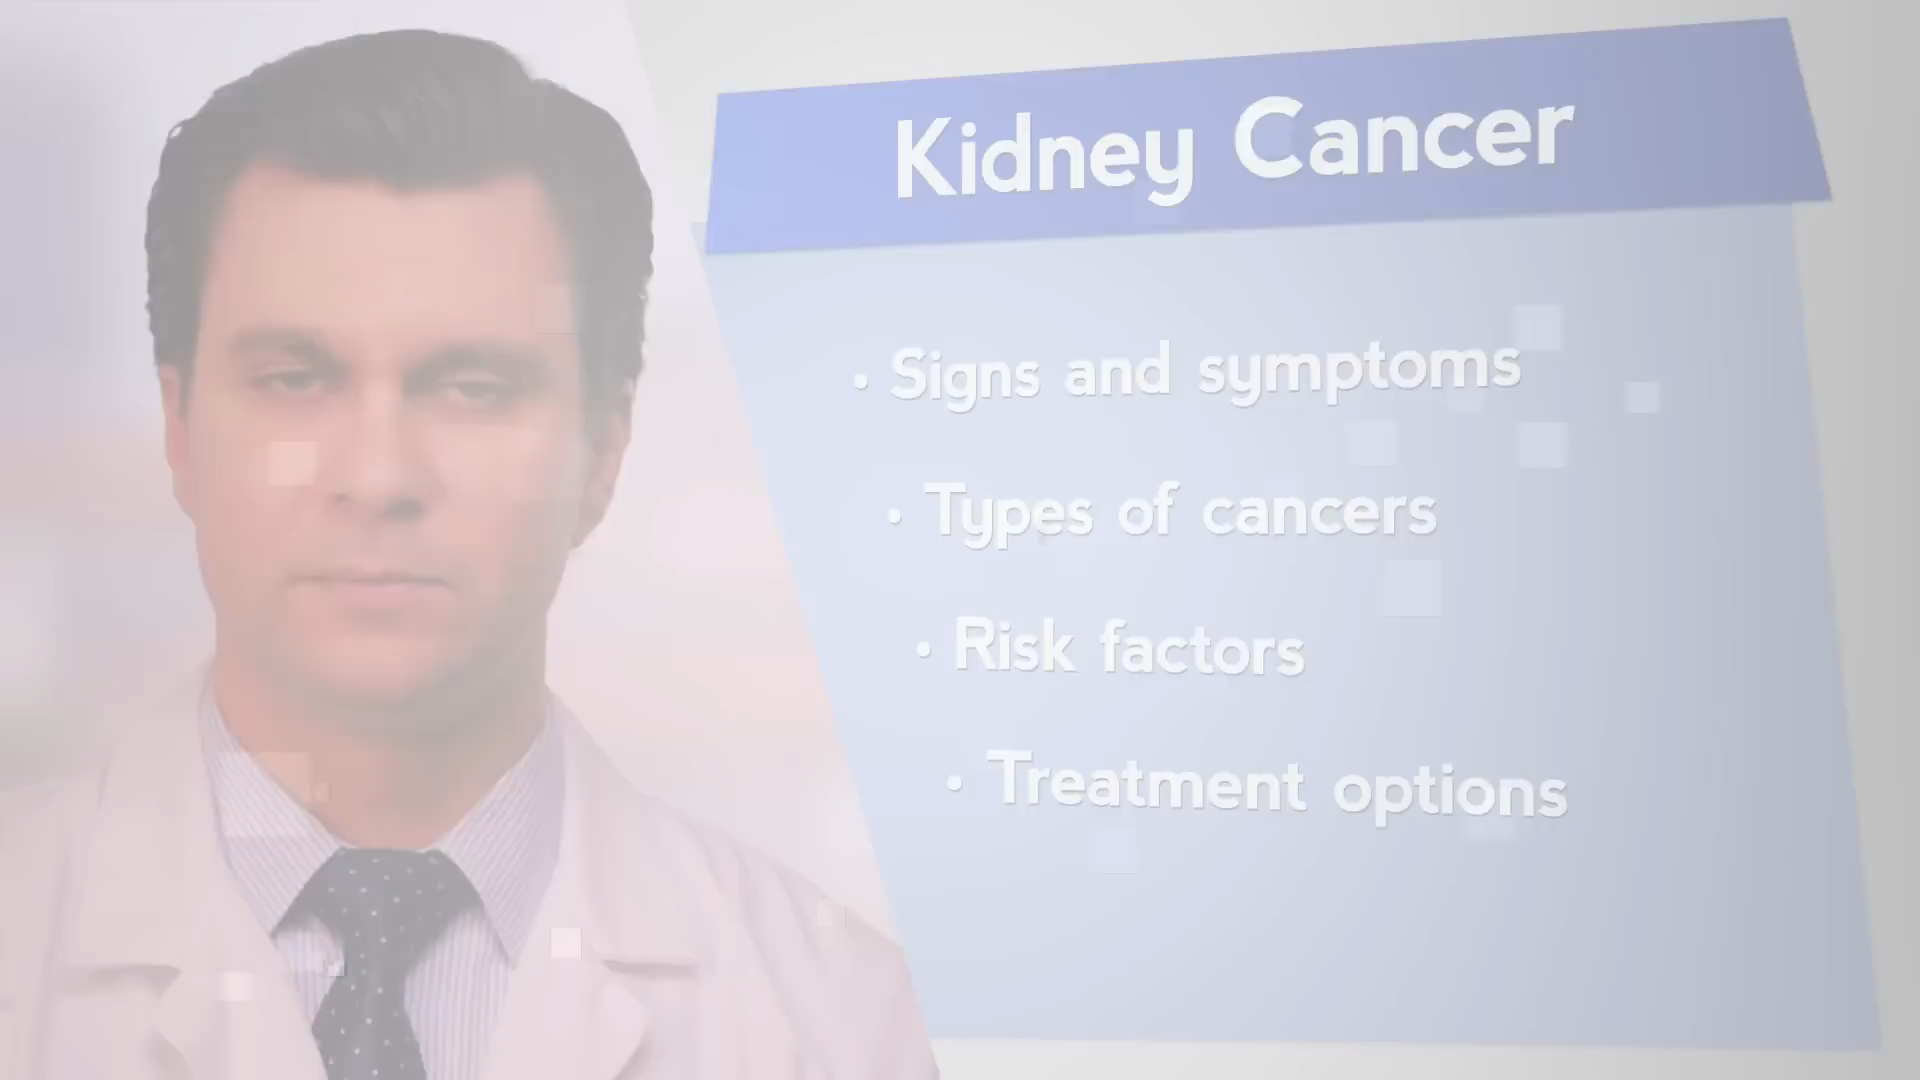 Kidney Cancer
· Signs and symptoms
· Types of cancers
· Risk factors
· Treatment options